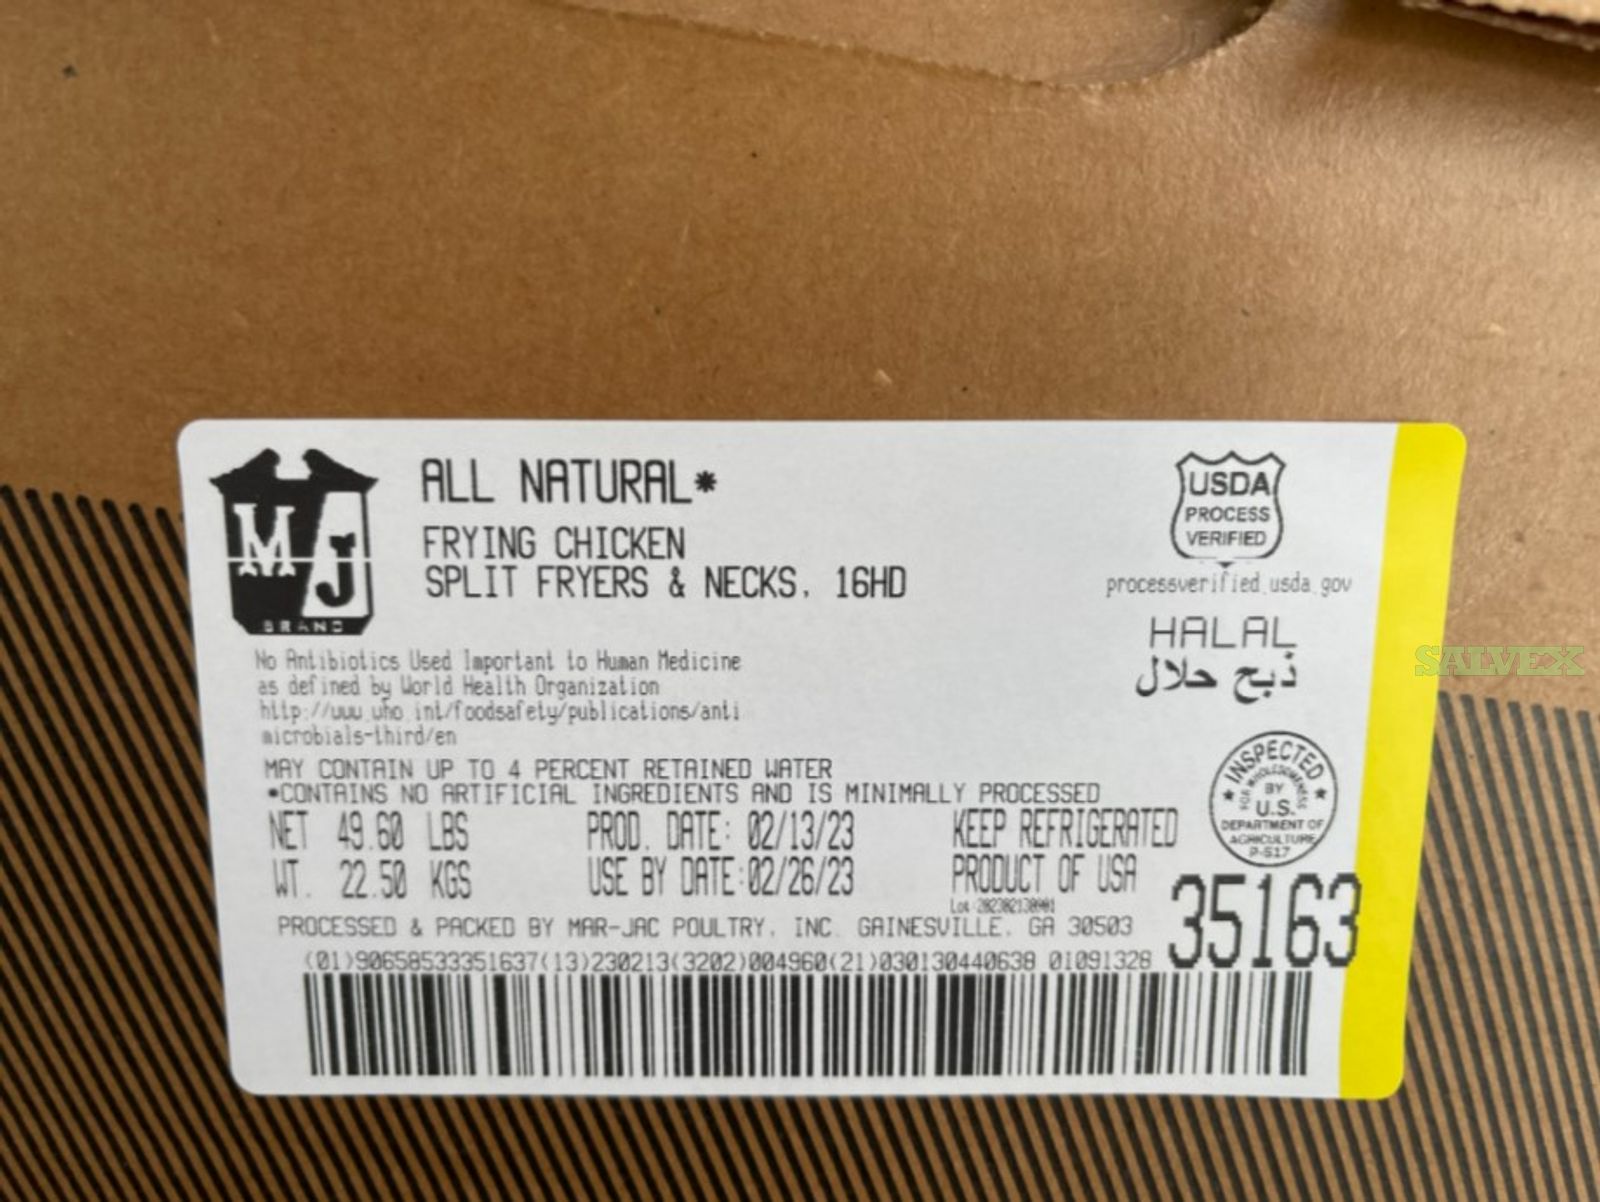 M
J
BRAND
ALL NATURAL*
FRYING CHICKEN
SPLIT FRYERS & NECKS, 16HD
USDA
PROCESS
VERIFIED
processverified.usda.gov
HALAL
ذبح حلال
SALVEX
No Antibiotics Used Important to Human Medicine
as defined by World Health Organization
http://www.who.int/foodsafety/publications/anti
microbials-third/en
MAY CONTAIN UP TO 4 PERCENT RETAINED WATER
*CONTAINS NO ARTIFICIAL INGREDIENTS AND IS MINIMALLY PROCESSED
INSPECTED
FOR WHOLESOMENESS
BY
U.S.
DEPARTMENT OF
AGRICULTURE
P-517
NET 49.60 LBS PROD. DATE: 02/13/23 KEEP REFRIGERATED
WT. 22.50 KGS USE BY DATE:02/26/23 PRODUCT OF USA
Lot
35163
PROCESSED & PACKED BY MAR-JAC POULTRY, INC. GAINESVILLE, GA 30503
(01)90658533351637(13)230213(3202)004960(21)030130440638 01091328